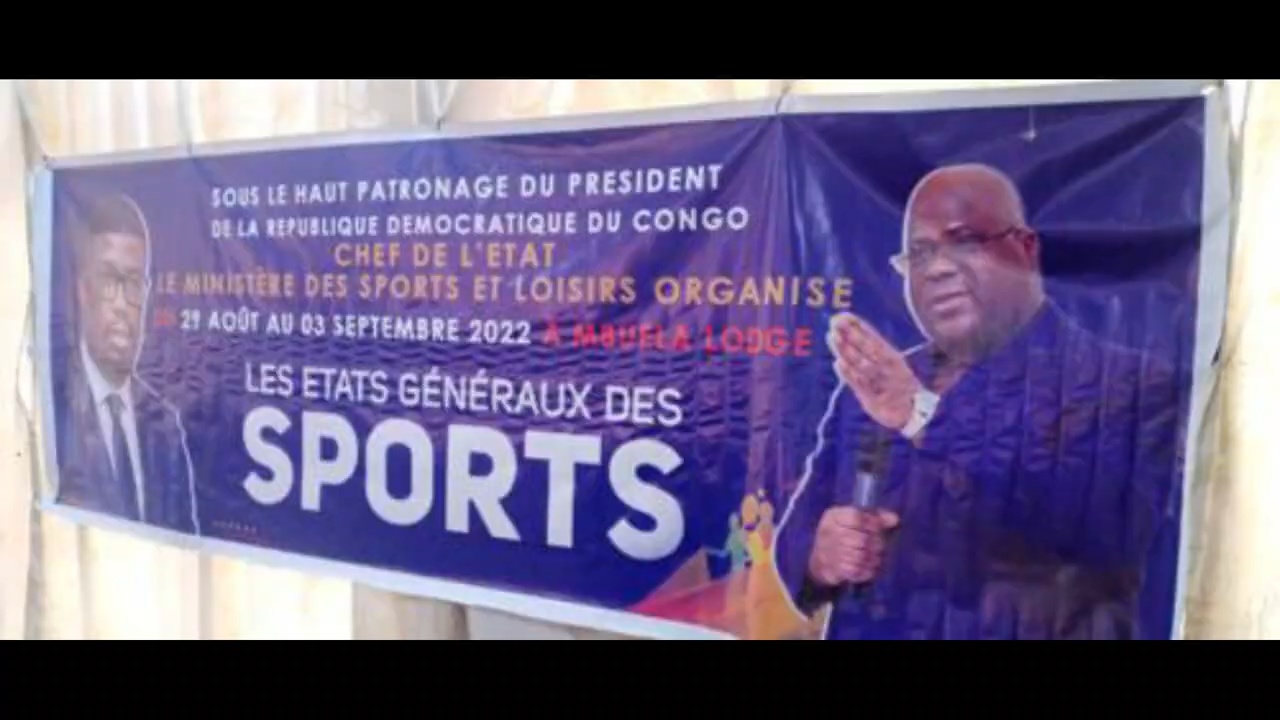 SOUS LE HAUT PATRONAGE DU PRESIDENT
DE LA REPUBLIQUE DEMOCRATIQUE DU CONGO
CHEF DE L'ETAT
LE MINISTÈRE DES SPORTS ET LOISIRS ORGANISE
29 AOÛT AU 03 SEPTEMBRE 2022 A MBUELA LODGE
LES ETATS GÉNÉRAUX DES
SPORTS